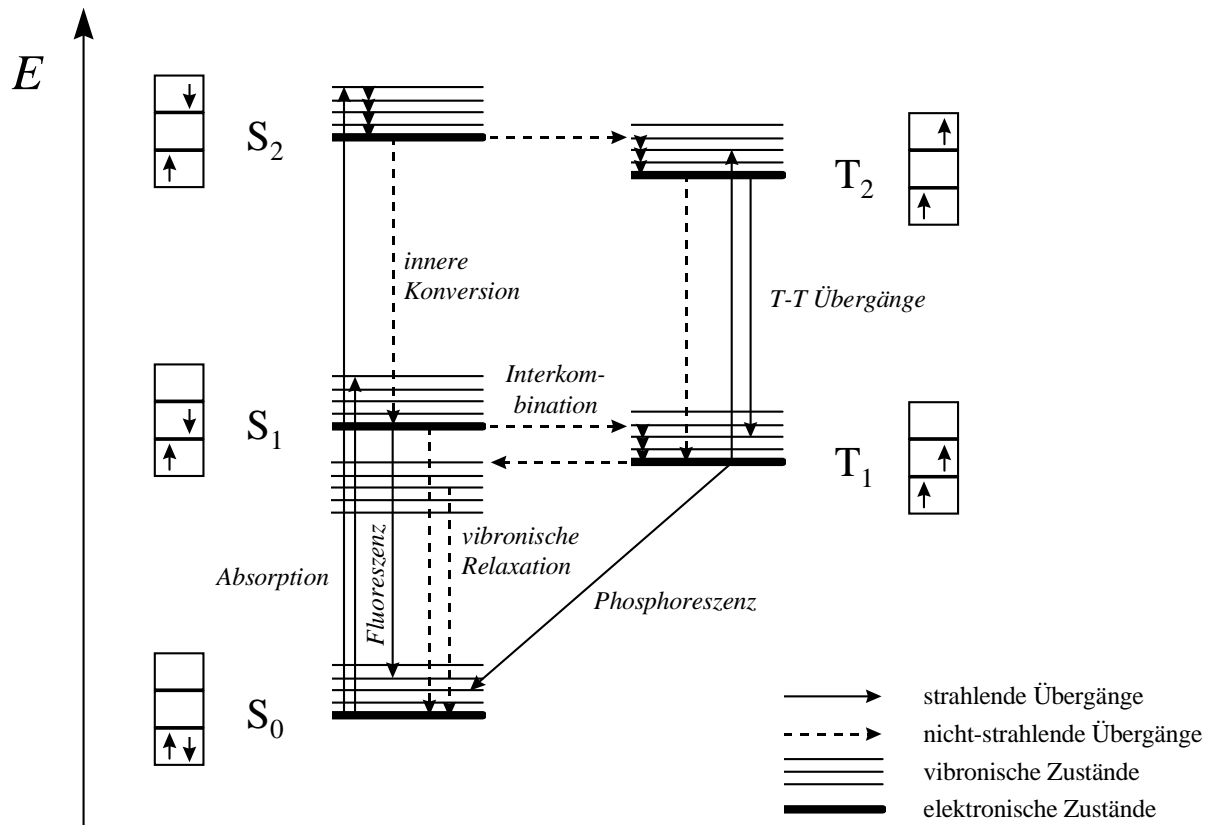 E
S2
T2
innere
Konversion
T-T Übergänge
Interkom-
bination
S1
T1
Absorption
Fluoreszenz
vibronische
Relaxation
Phosphoreszenz
S0
strahlende Übergänge
nicht-strahlende Übergänge
vibronische Zustände
elektronische Zustände